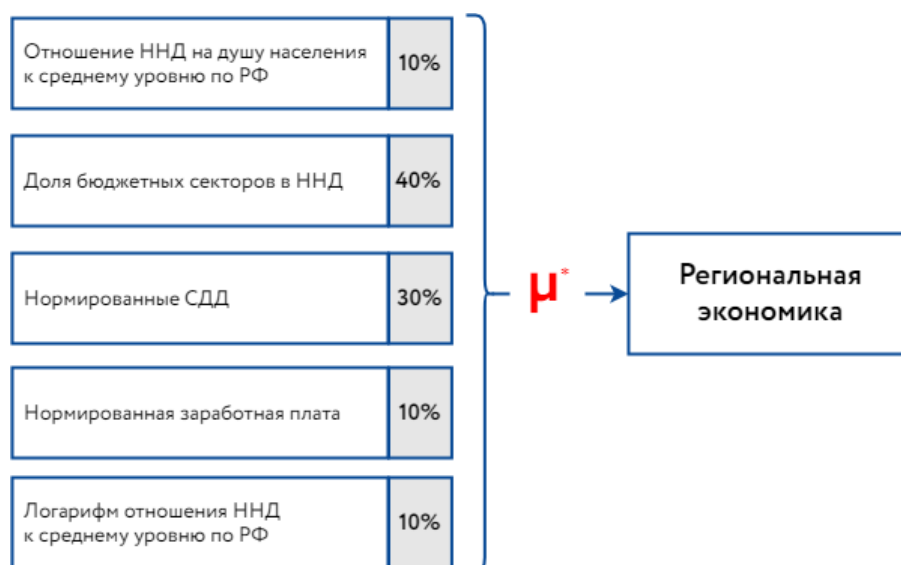 Отношение ННД на душу населения
к среднему уровню по РФ
10%
Доля бюджетных секторов в ННД
40%
Нормированные СДД
30%
Нормированная заработная плата
10%
Логарифм отношения ННД
к среднему уровню по РФ
10%
μ*
Региональная
экономика